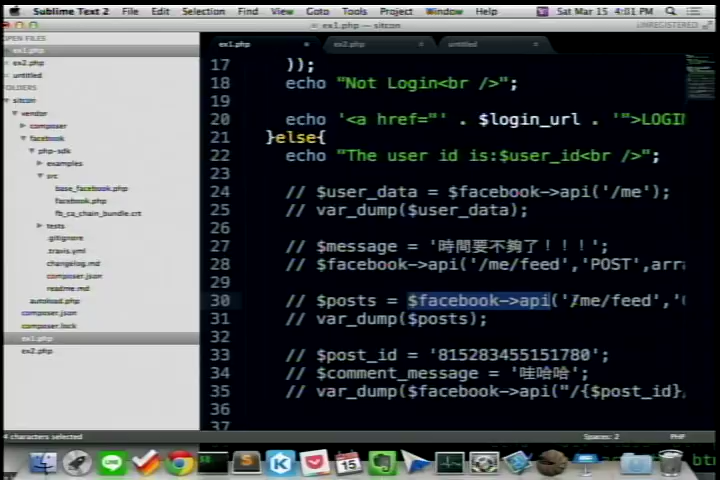 Sublime Text 2 File Edit Selection Find View Goto Tools Project Window Help Sat Mar 15 4:01 PM
ex1.php — sitcon UNREGISTERED
OPEN FILES
ex1.php
ex2.php
untitled
FOLDERS
sitcon
vendor
composer
facebook
php-sdk
examples
src
base_facebook.php
facebook.php
fb_ca_chain_bundle.crt
tests
.gitignore
.travis.yml
changelog.md
composer.json
readme.md
autoload.php
composer.json
composer.lock
ex1.php
ex2.php
ex1.php ex2.php untitled
17 ));
18 echo "Not Login<br />";
19
20 echo '<a href="' . $login_url . '">LOGIN
21 }else{
22 echo "The user id is:$user_id<br />";
23
24 // $user_data = $facebook->api('/me');
25 // var_dump($user_data);
26
27 // $message = '時間要不夠了！！！';
28 // $facebook->api('/me/feed','POST',arra
29
30 // $posts = $facebook->api('/me/feed','
31 // var_dump($posts);
32
33 // $post_id = '815283455151780';
34 // $comment_message = '哇哈哈';
35 // var_dump($facebook->api("/{$post_id}
36
37
4 characters selected Spaces: 2 PHP
LINE
15